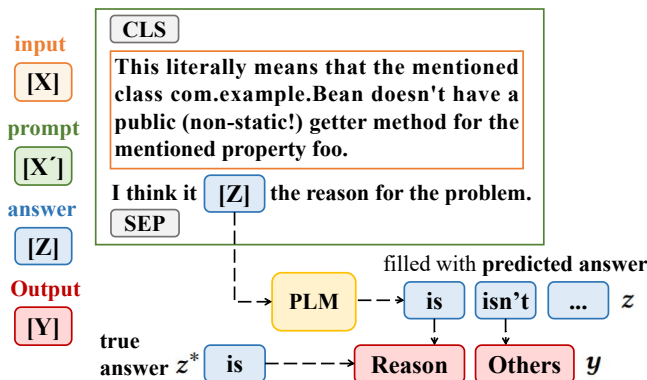 input
[X]
prompt
[X´]
answer
[Z]
Output
[Y]
CLS
This literally means that the mentioned
class com.example.Bean doesn't have a
public (non-static!) getter method for the
mentioned property foo.
I think it [Z] the reason for the problem.
SEP
filled with predicted answer
PLM
is isn't ... z
true
answer z* is
Reason Others y